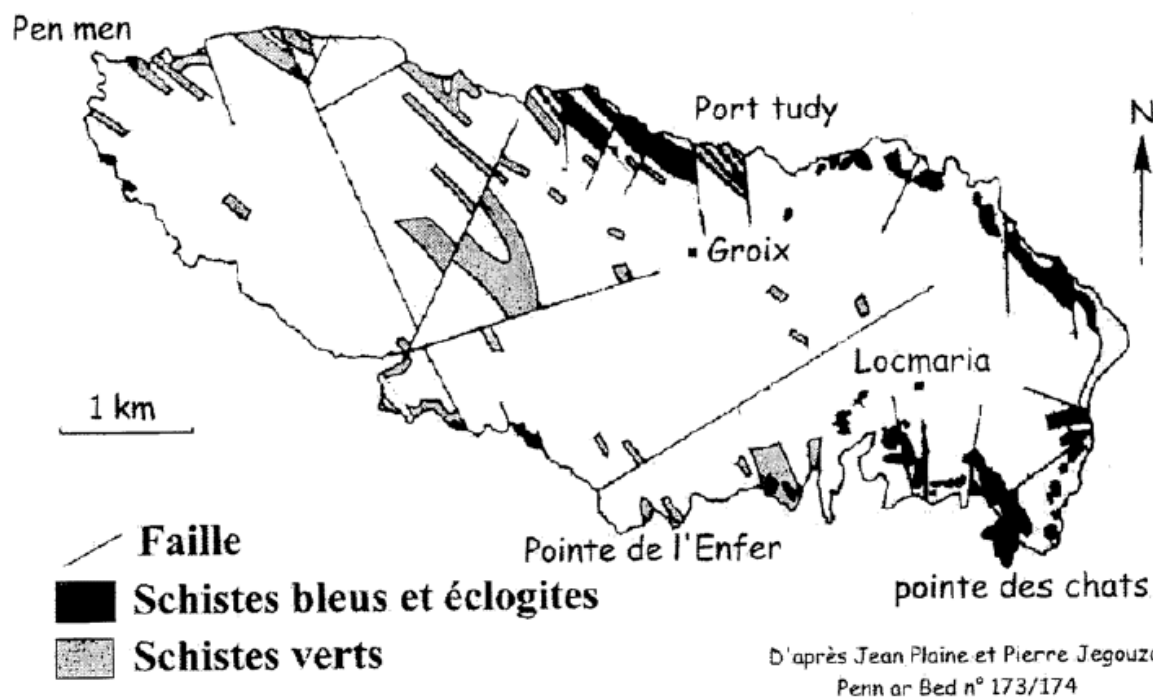 Pen men
Port tudy
N
Groix
Locmaria
1 km
Pointe de l'Enfer
pointe des chats
Faille
Schistes bleus et éclogites
Schistes verts
D'après Jean Plaine et Pierre Jegouzo
Penn ar Bed n° 173/174